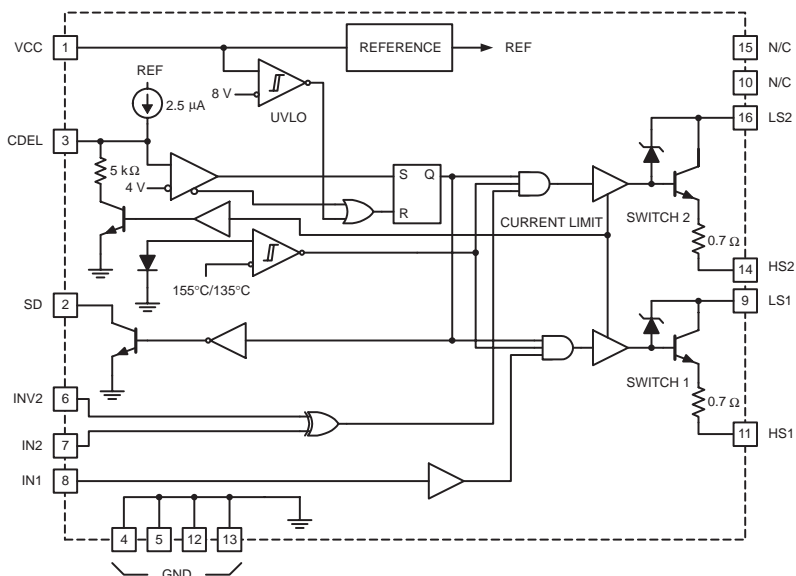 VCC 1 REFERENCE REF 15 N/C
REF
10 N/C
2.5 µA
8 V
UVLO
16 LS2
CDEL 3
5 kΩ
4 V
S Q
R
CURRENT LIMIT
SWITCH 2
0.7 Ω
14 HS2
155°C/135°C
SD 2
9 LS1
SWITCH 1
INV2 6
0.7 Ω
11 HS1
IN2 7
IN1 8
4 5 12 13
GND